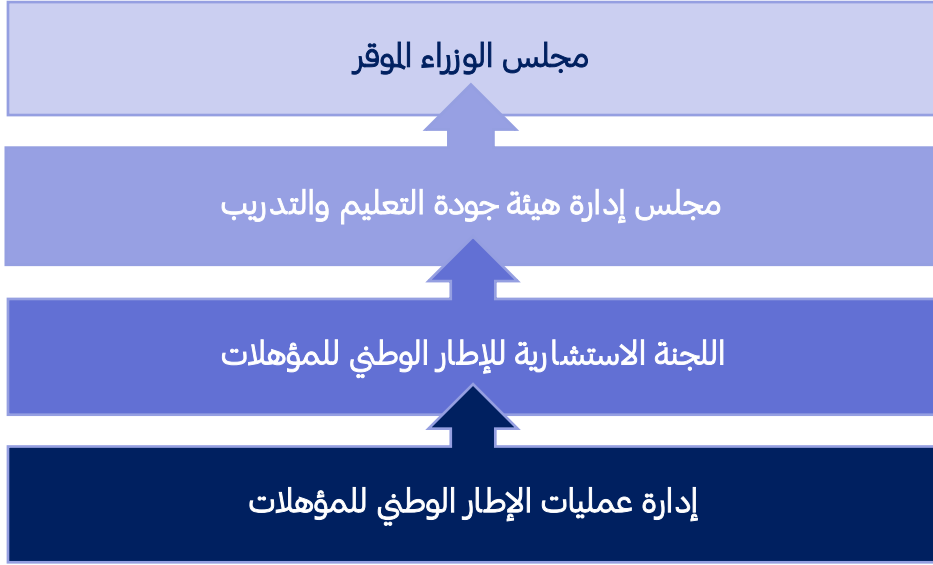 مجلس الوزراء الموقر
مجلس إدارة هيئة جودة التعليم والتدريب
اللجنة الاستشارية للإطار الوطني للمؤهلات
إدارة عمليات الإطار الوطني للمؤهلات